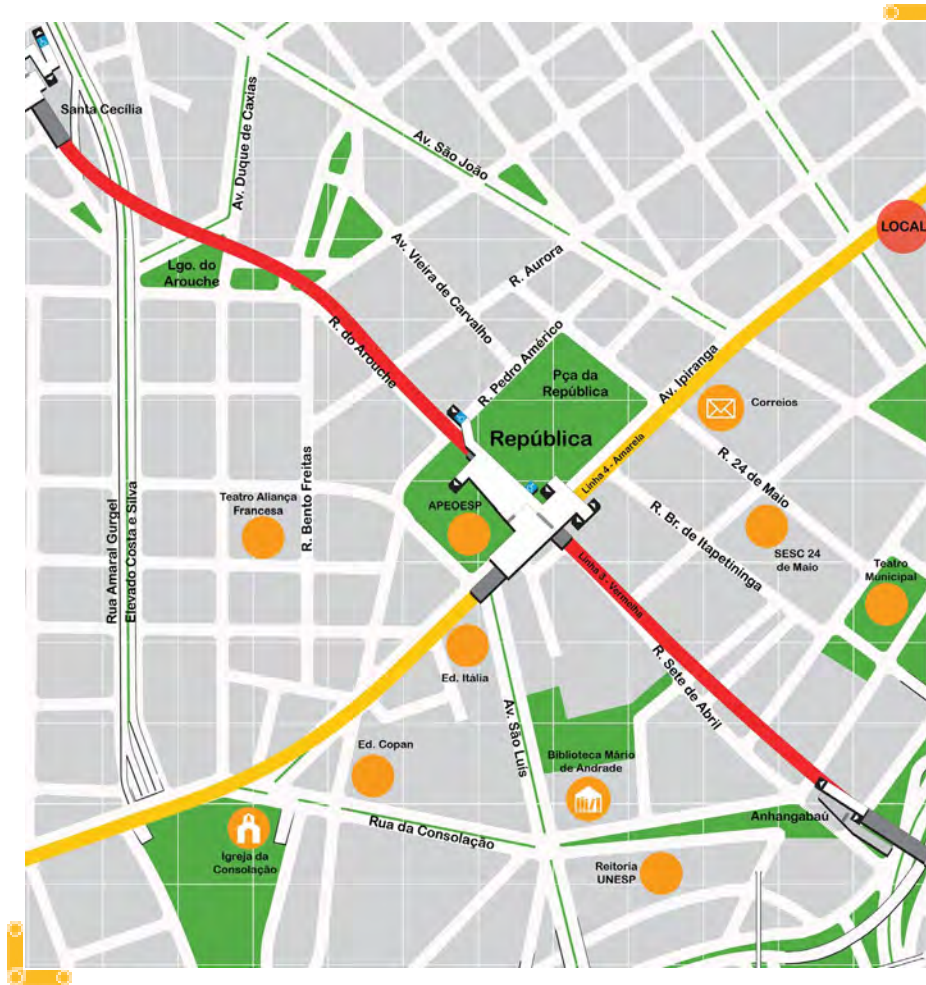 Santa Cecília
Av. Duque de Caxias
Av. São João
LOCAL
Av. Vieira de Carvalho
R. Aurora
Lgo. do
Arouche
R. do Arouche
R. Pedro Américo
Pça da
República
Av. Ipiranga
Correios
República
Linha 4 - Amarela
R. 24 de Maio
R. Bento Freitas
Teatro Aliança
Francesa
APEOESP
R. Br. de Itapetininga
SESC 24
de Maio
Rua Amaral Gurgel
Elevado Costa e Silva
Linha 3 - Vermelha
Teatro
Municipal
Ed. Itália
R. Sete de Abril
Av. São Luís
Ed. Copan
Biblioteca Mário
de Andrade
Rua da Consolação
Anhangabaú
Igreja da
Consolação
Reitoria
UNESP